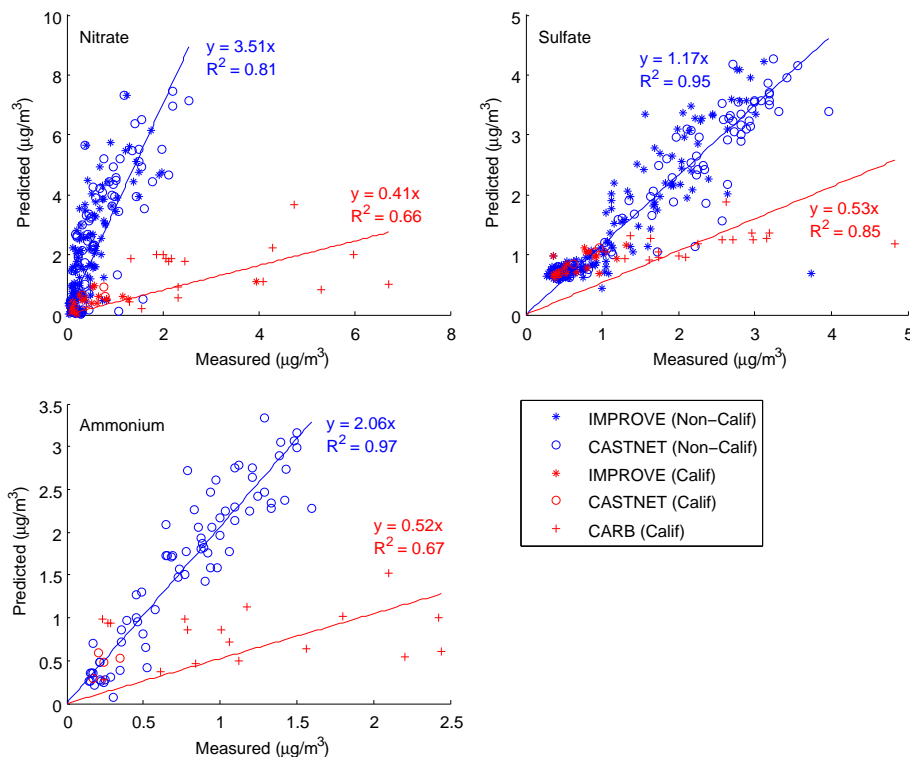 Nitrate
y = 3.51x
R² = 0.81
y = 0.41x
R² = 0.66
Predicted (μg/m³)
10
8
6
4
2
0
0 2 4 6 8
Measured (μg/m³)
Sulfate
y = 1.17x
R² = 0.95
y = 0.53x
R² = 0.85
Predicted (μg/m³)
5
4
3
2
1
0
0 1 2 3 4 5
Measured (μg/m³)
Ammonium
y = 2.06x
R² = 0.97
y = 0.52x
R² = 0.67
Predicted (μg/m³)
3.5
3
2.5
2
1.5
1
0.5
0
0 0.5 1 1.5 2 2.5
Measured (μg/m³)
IMPROVE (Non−Calif)
CASTNET (Non−Calif)
IMPROVE (Calif)
CASTNET (Calif)
CARB (Calif)